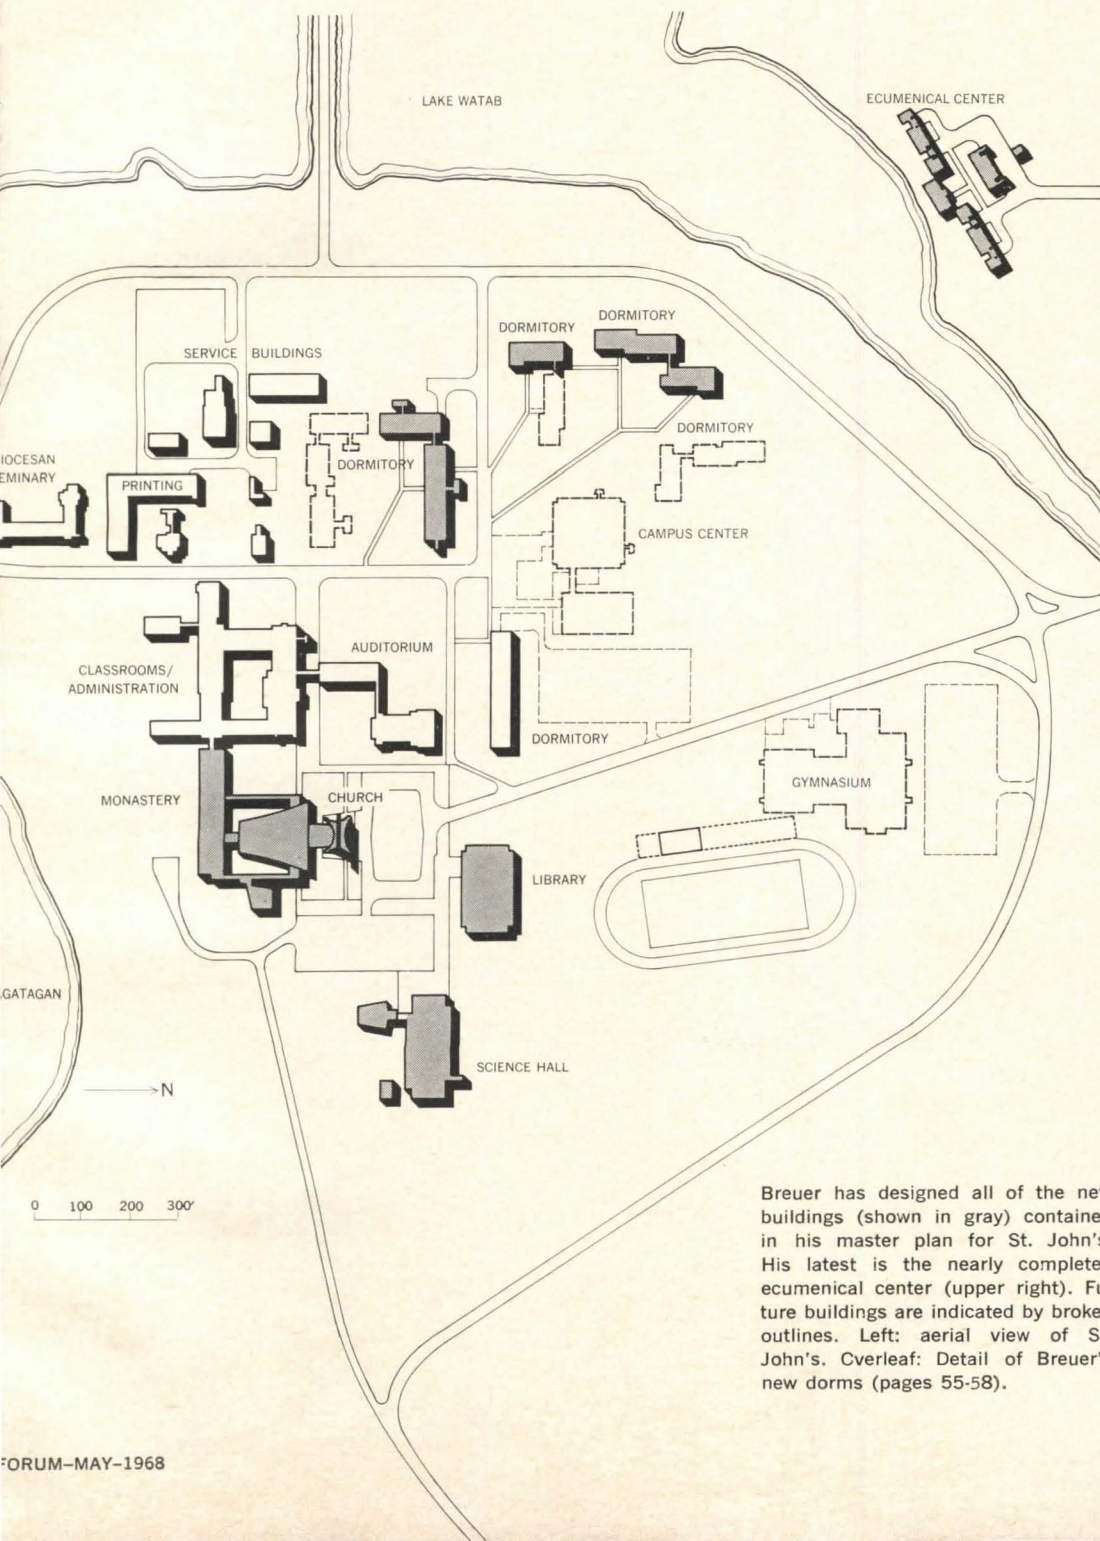 LAKE WATAB
ECUMENICAL CENTER
DORMITORY
DORMITORY
SERVICE BUILDINGS
DORMITORY
IOCESAN
EMINARY
DORMITORY
PRINTING
CAMPUS CENTER
AUDITORIUM
CLASSROOMS/
ADMINISTRATION
DORMITORY
GYMNASIUM
MONASTERY
CHURCH
LIBRARY
GATAGAN
SCIENCE HALL
N
0 100 200 300'
Breuer has designed all of the ne
buildings (shown in gray) containe
in his master plan for St. John's
His latest is the nearly complete
ecumenical center (upper right). Fu
ture buildings are indicated by broke
outlines. Left: aerial view of S
John's. Cverleaf: Detail of Breuer'
new dorms (pages 55-58).
FORUM–MAY–1968